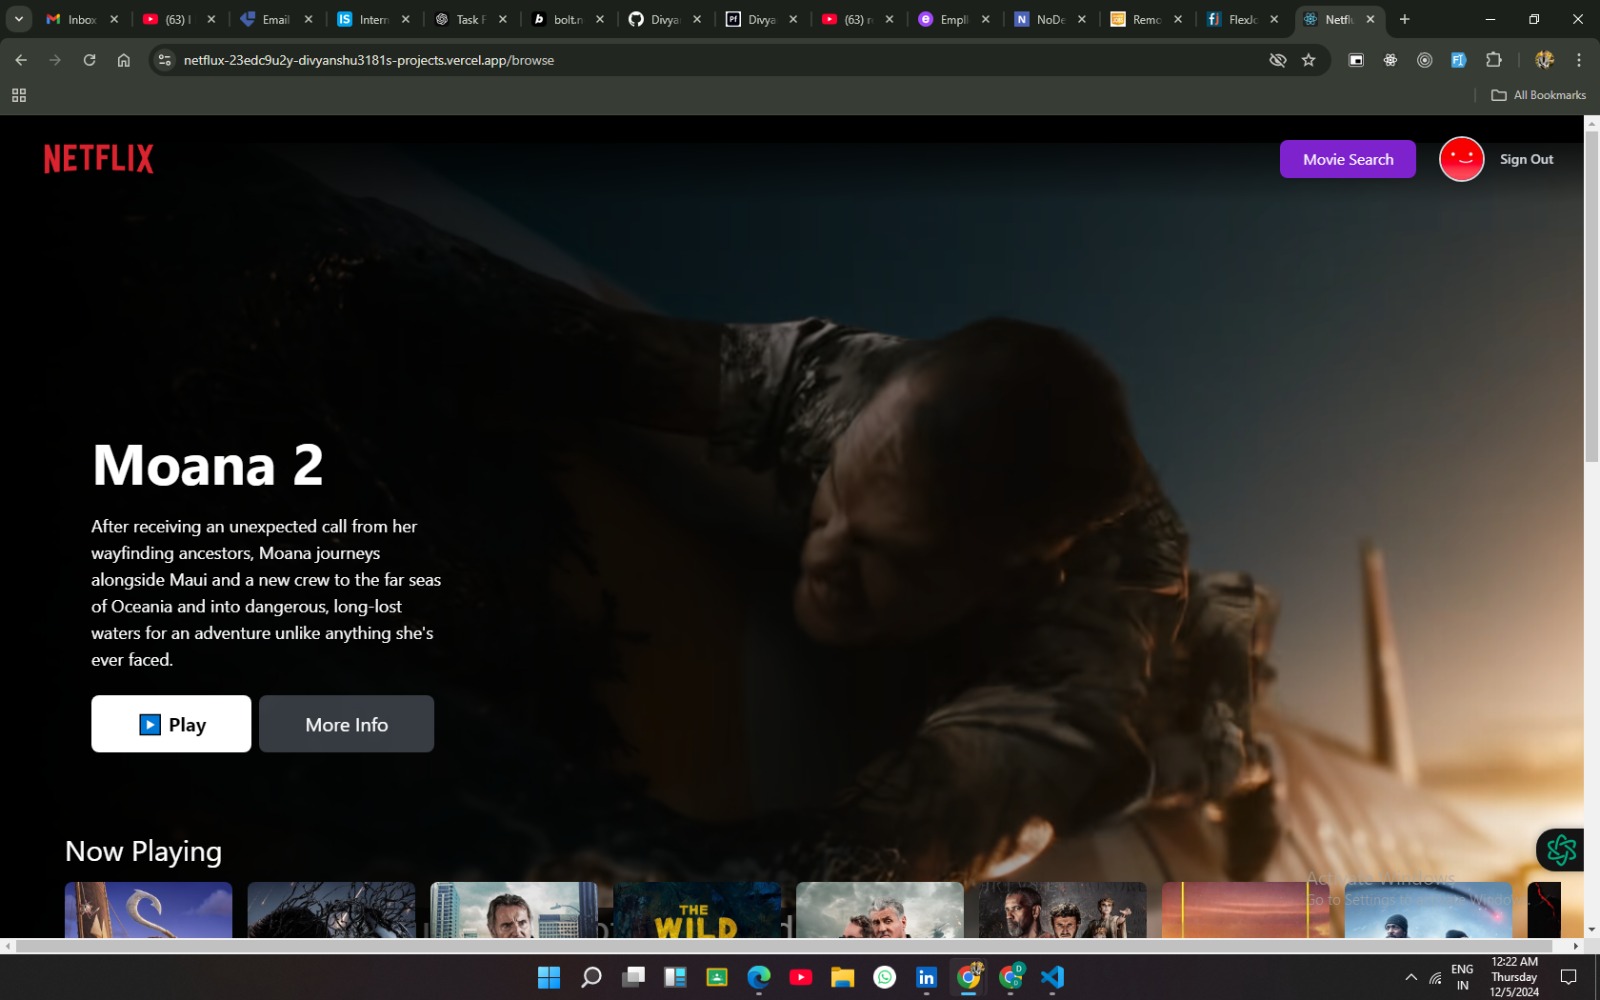 Inbox
(63) l
Email
Intern
Task F
bolt.n
Divya
Divya
(63) n
Empl
NoDe
Remo
FlexJo
Netflu
netflux-23edc9u2y-divyanshu3181s-projects.vercel.app/browse
All Bookmarks
NETFLIX
Movie Search
Sign Out
Moana 2
After receiving an unexpected call from her
wayfinding ancestors, Moana journeys
alongside Maui and a new crew to the far seas
of Oceania and into dangerous, long-lost
waters for an adventure unlike anything she's
ever faced.
Play
More Info
Now Playing
THE
WILD
Activate Windows
Go to Settings to activate Windows.
ENG
IN
12:22 AM
Thursday
12/5/2024